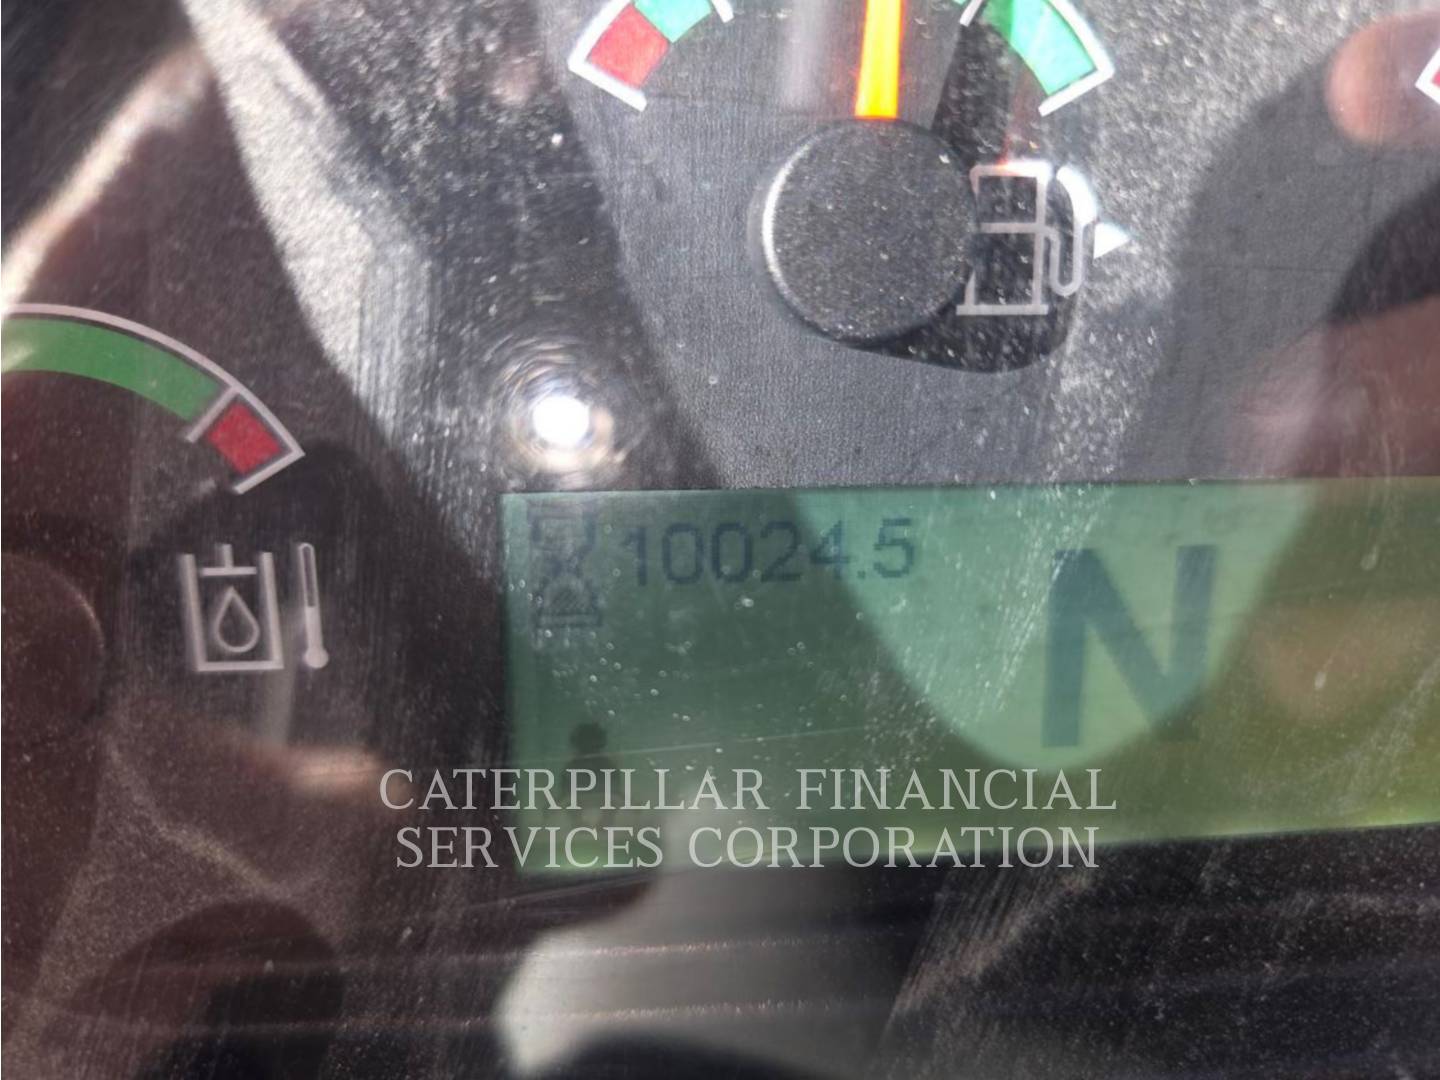 10024.5
N
CATERPILLAR FINANCIAL
SERVICES CORPORATION